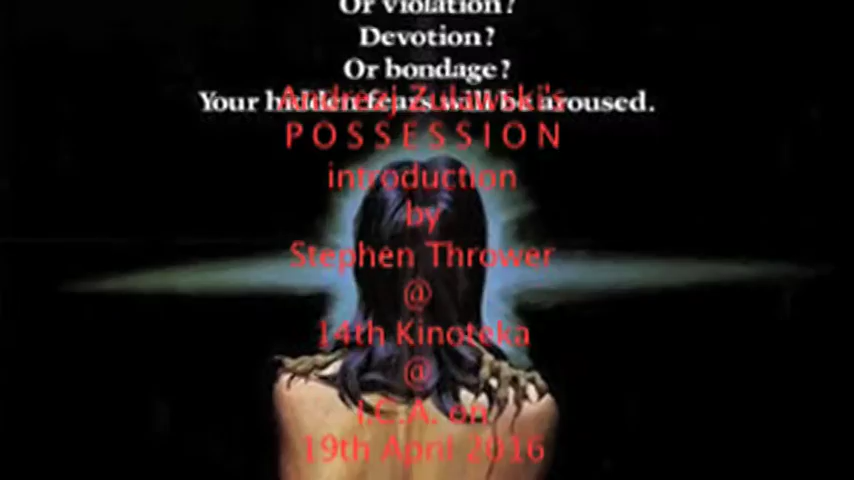 Or violation?
Devotion?
Or bondage?
Your hidden fears will be aroused.
Andrzej Zulawski's
POSSESSION
introduction
by
Stephen Thrower
@
14th Kinoteka
@
I.C.A. on
19th April 2016